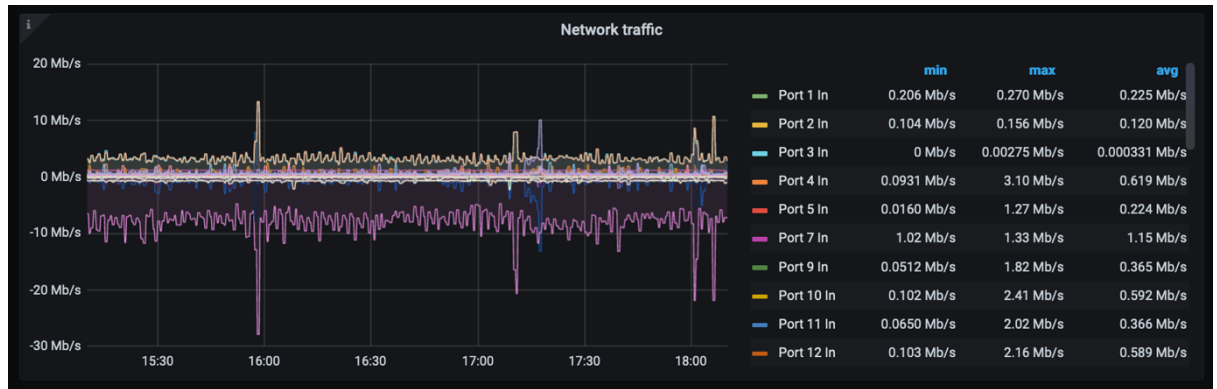 i
Network traffic
20 Mb/s
10 Mb/s
0 Mb/s
-10 Mb/s
-20 Mb/s
-30 Mb/s
15:30 16:00 16:30 17:00 17:30 18:00
min max avg
Port 1 In 0.206 Mb/s 0.270 Mb/s 0.225 Mb/s
Port 2 In 0.104 Mb/s 0.156 Mb/s 0.120 Mb/s
Port 3 In 0 Mb/s 0.00275 Mb/s 0.000331 Mb/s
Port 4 In 0.0931 Mb/s 3.10 Mb/s 0.619 Mb/s
Port 5 In 0.0160 Mb/s 1.27 Mb/s 0.224 Mb/s
Port 7 In 1.02 Mb/s 1.33 Mb/s 1.15 Mb/s
Port 9 In 0.0512 Mb/s 1.82 Mb/s 0.365 Mb/s
Port 10 In 0.102 Mb/s 2.41 Mb/s 0.592 Mb/s
Port 11 In 0.0650 Mb/s 2.02 Mb/s 0.366 Mb/s
Port 12 In 0.103 Mb/s 2.16 Mb/s 0.589 Mb/s